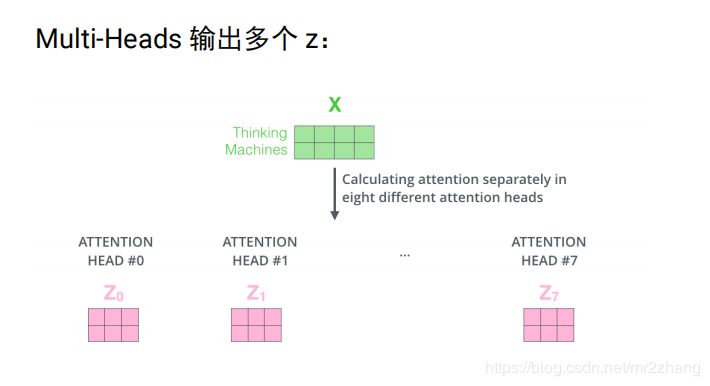 Multi-Heads 输出多个 z：
X
Thinking
Machines
Calculating attention separately in
eight different attention heads
ATTENTION
HEAD #0
ATTENTION
HEAD #1
...
ATTENTION
HEAD #7
Z0
Z1
Z7
https://blog.csdn.net/mr2zhang